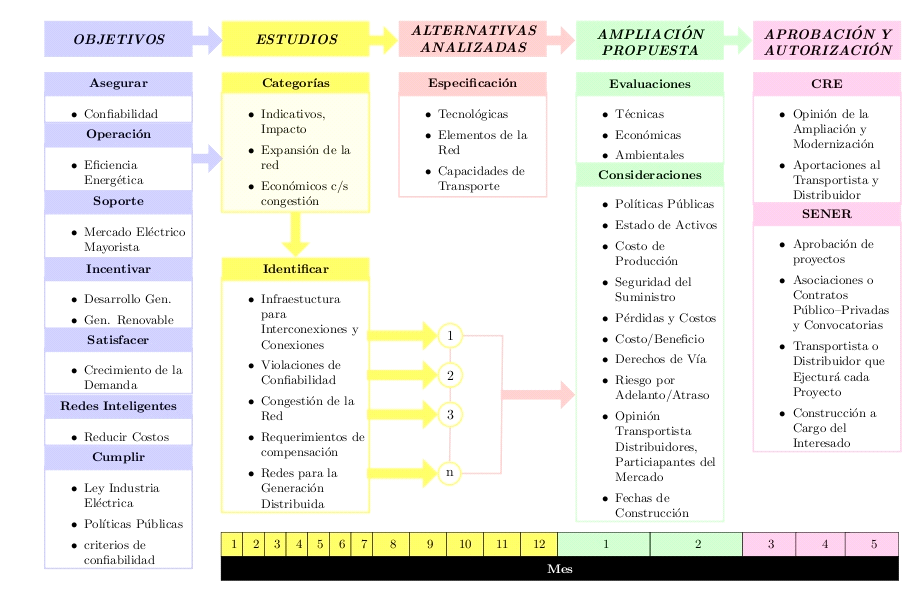 OBJETIVOS
ESTUDIOS
ALTERNATIVAS
ANALIZADAS
AMPLIACIÓN
PROPUESTA
APROBACIÓN Y
AUTORIZACIÓN
Asegurar
• Confiabilidad
Operación
• Eficiencia
Energética
Soporte
• Mercado Eléctrico
Mayorista
Incentivar
• Desarrollo Gen.
• Gen. Renovable
Satisfacer
• Crecimiento de la
Demanda
Redes Inteligentes
• Reducir Costos
Cumplir
• Ley Industria
Eléctrica
• Políticas Públicas
• criterios de
confiabilidad
Categorías
• Indicativos,
Impacto
• Expansión de la
red
• Económicos c/s
congestión
Identificar
• Infraestuctura
para
Interconexiones y
Conexiones
• Violaciones de
Confiabilidad
• Congestión de la
Red
• Requerimientos de
compensación
• Redes para la
Generación
Distribuida
Especificación
• Tecnológicas
• Elementos de la
Red
• Capacidades de
Transporte
1
2
3
n
Evaluaciones
• Técnicas
• Económicas
• Ambientales
Consideraciones
• Políticas Públicas
• Estado de Activos
• Costo de
Producción
• Seguridad del
Suministro
• Pérdidas y Costos
• Costo/Beneficio
• Derechos de Vía
• Riesgo por
Adelanto/Atraso
• Opinión
Transportista
Distribuidores,
Particiapantes del
Mercado
• Fechas de
Construcción
CRE
• Opinión de la
Ampliación y
Modernización
• Aportaciones al
Transportista y
Distribuidor
SENER
• Aprobación de
proyectos
• Asociaciones o
Contratos
Público–Privadas
y Convocatorias
• Transportista o
Distribuidor que
Ejecturá cada
Proyecto
• Construcción a
Cargo del
Interesado
1 2 3 4 5 6 7 8 9 10 11 12 1 2 3 4 5
Mes